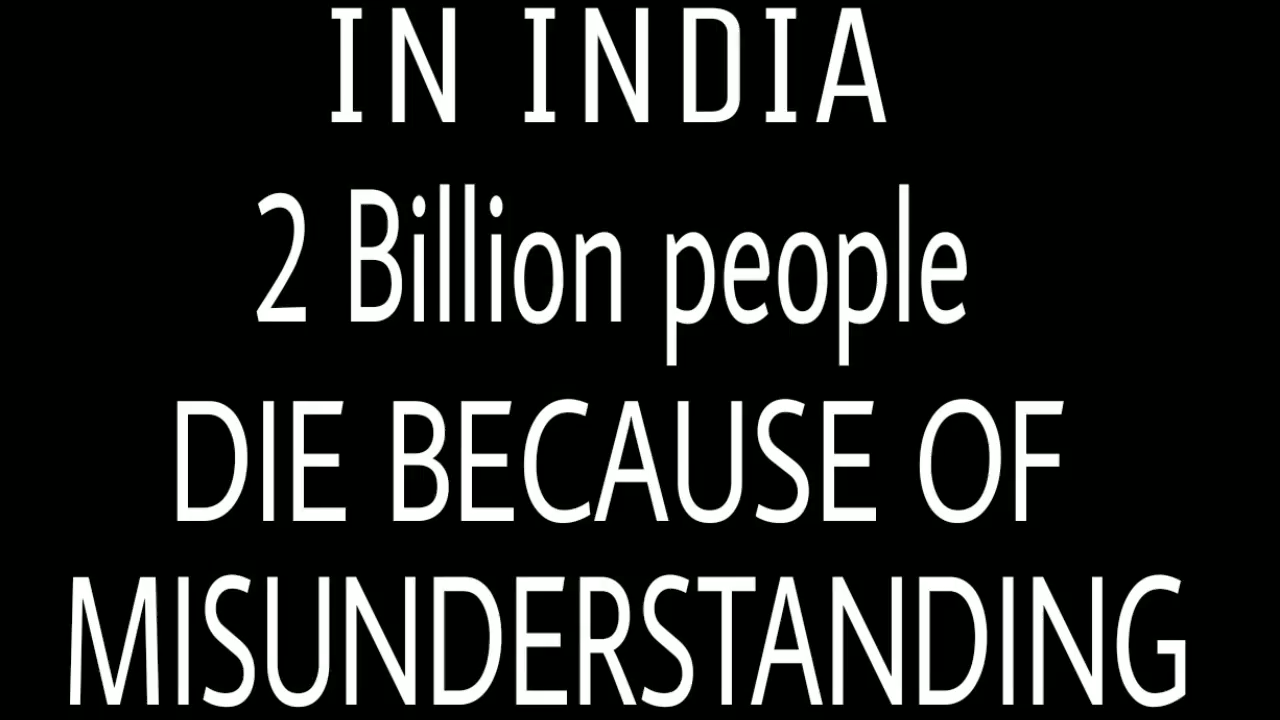 IN INDIA
2 Billion people
DIE BECAUSE OF
MISUNDERSTANDING